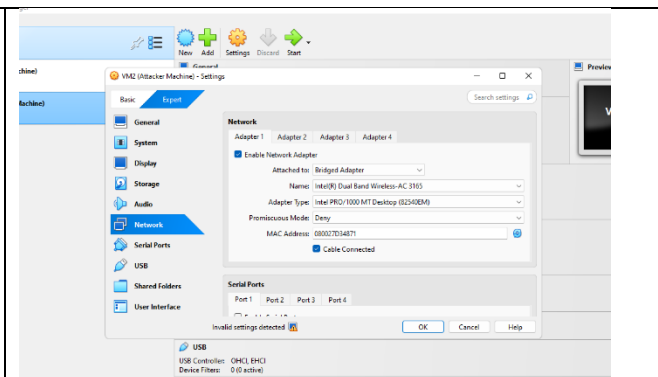 New Add Settings Discard Start
General
Preview
chine)
Machine)
VM2 (Attacker Machine) - Settings
Basic Expert
Search settings
General
System
Display
Storage
Audio
Network
Serial Ports
USB
Shared Folders
User Interface
Network
Adapter 1 Adapter 2 Adapter 3 Adapter 4
Enable Network Adapter
Attached to: Bridged Adapter
Name: Intel(R) Dual Band Wireless-AC 3165
Adapter Type: Intel PRO/1000 MT Desktop (82540EM)
Promiscuous Mode: Deny
MAC Address: 080027D34871
Cable Connected
Serial Ports
Port 1 Port 2 Port 3 Port 4
Invalid settings detected
OK Cancel Help
USB
USB Controller: OHCI, EHCI
Device Filters: 0 (0 active)